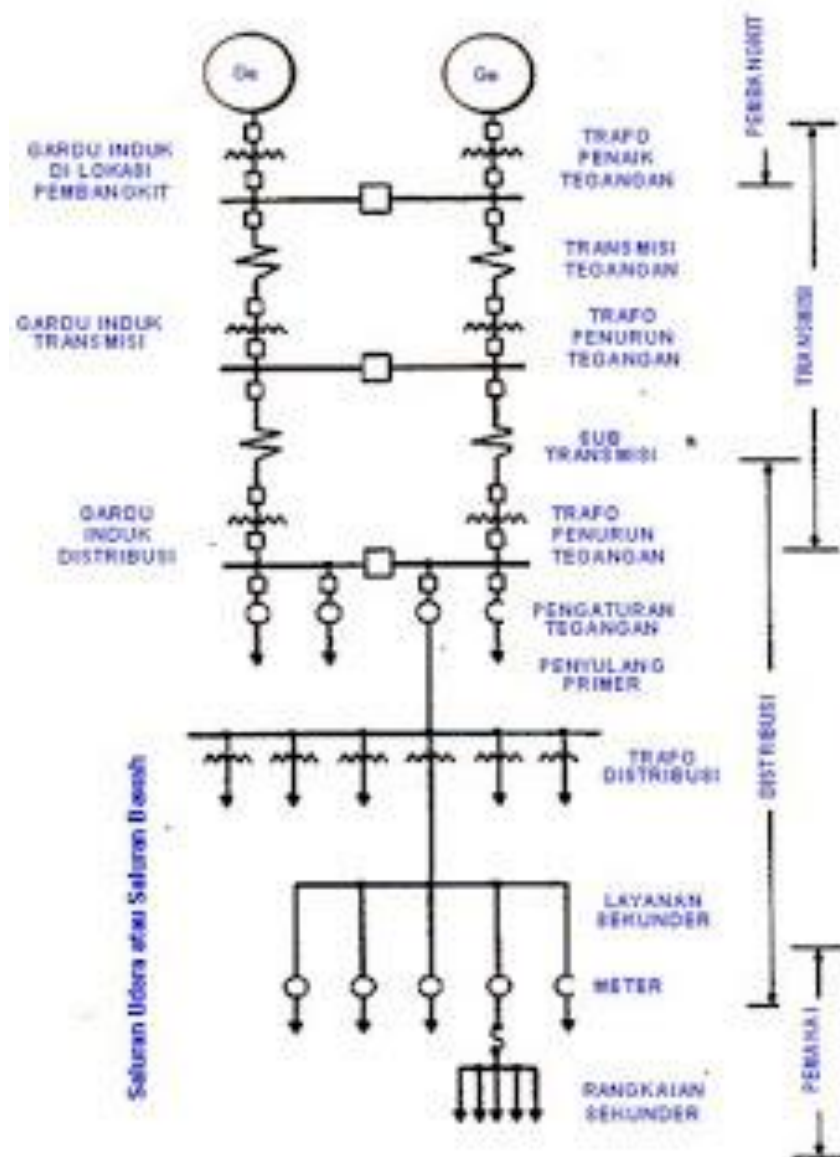 Ge
Ge
GARDU INDUK
DI LOKASI
PEMBANGKIT
TRAFO
PENAIK
TEGANGAN
PEMBANGKIT
TRANSMISI
TEGANGAN
GARDU INDUK
TRANSMISI
TRAFO
PENURUN
TEGANGAN
TRANSMISI
SUB
TRANSMISI
GARDU
INDUK
DISTRIBUSI
TRAFO
PENURUN
TEGANGAN
PENGATURAN
TEGANGAN
PENYULANG
PRIMER
DISTRIBUSI
TRAFO
DISTRIBUSI
Saluran Udara atau Saluran Bawah
LAYANAN
SEKUNDER
METER
PEMAKAI
RANGKAIAN
SEKUNDER